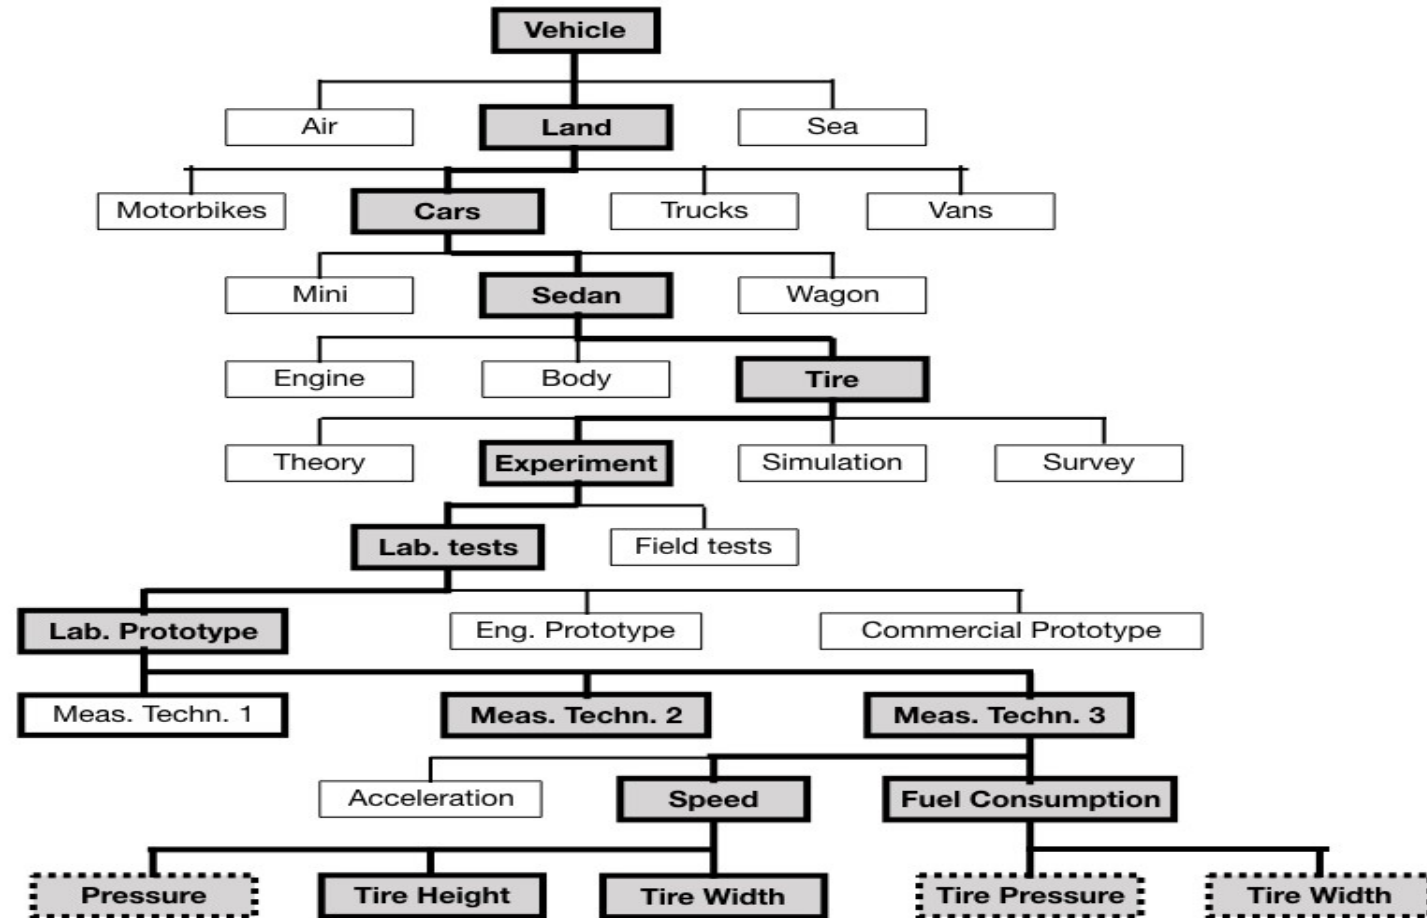 Vehicle
Air
Land
Sea
Motorbikes
Cars
Trucks
Vans
Mini
Sedan
Wagon
Engine
Body
Tire
Theory
Experiment
Simulation
Survey
Lab. tests
Field tests
Lab. Prototype
Eng. Prototype
Commercial Prototype
Meas. Techn. 1
Meas. Techn. 2
Meas. Techn. 3
Acceleration
Speed
Fuel Consumption
Pressure
Tire Height
Tire Width
Tire Pressure
Tire Width